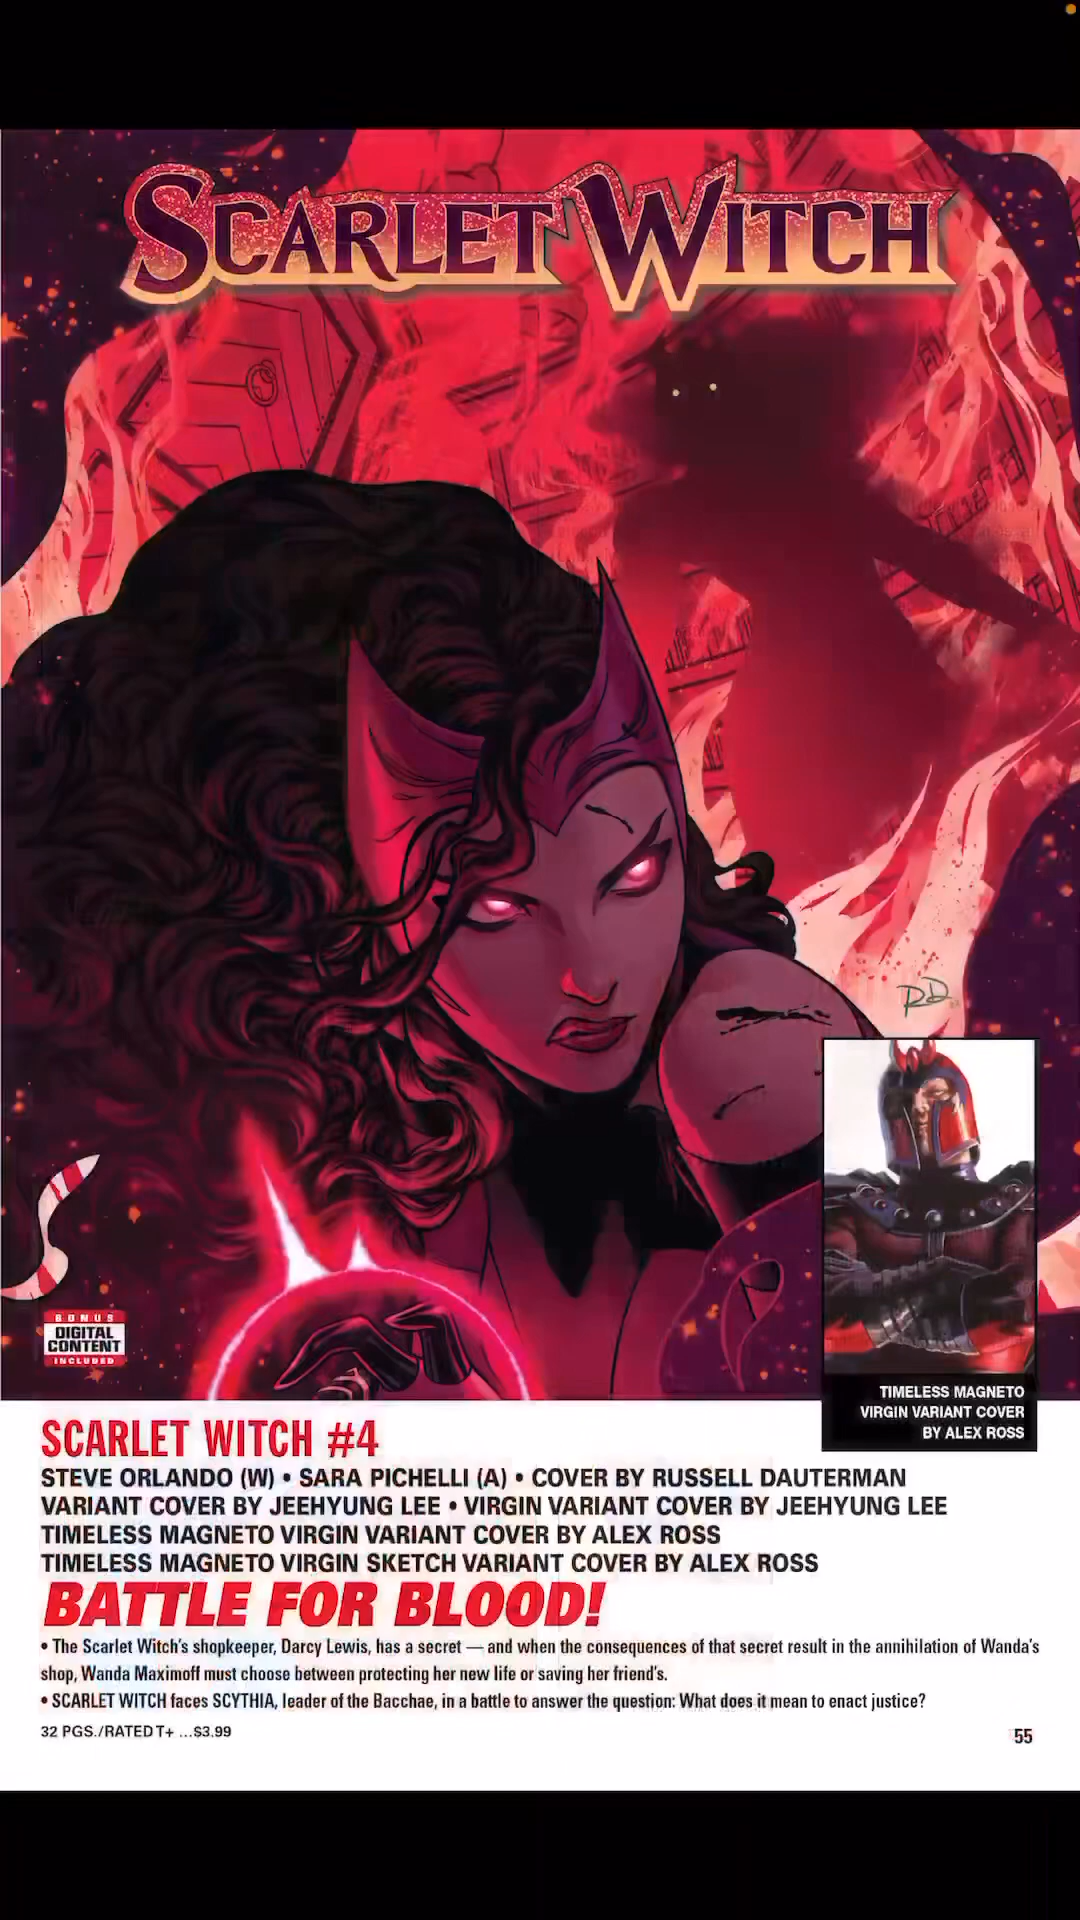 SCARLET WITCH
RD
BONUS
DIGITAL
CONTENT
INCLUDED
TIMELESS MAGNETO
VIRGIN VARIANT COVER
BY ALEX ROSS
SCARLET WITCH #4
STEVE ORLANDO (W) • SARA PICHELLI (A) • COVER BY RUSSELL DAUTERMAN
VARIANT COVER BY JEEHYUNG LEE • VIRGIN VARIANT COVER BY JEEHYUNG LEE
TIMELESS MAGNETO VIRGIN VARIANT COVER BY ALEX ROSS
TIMELESS MAGNETO VIRGIN SKETCH VARIANT COVER BY ALEX ROSS
BATTLE FOR BLOOD!
• The Scarlet Witch's shopkeeper, Darcy Lewis, has a secret — and when the consequences of that secret result in the annihilation of Wanda's
shop, Wanda Maximoff must choose between protecting her new life or saving her friend's.
• SCARLET WITCH faces SCYTHIA, leader of the Bacchae, in a battle to answer the question: What does it mean to enact justice?
32 PGS./RATED T+ ...$3.99
55